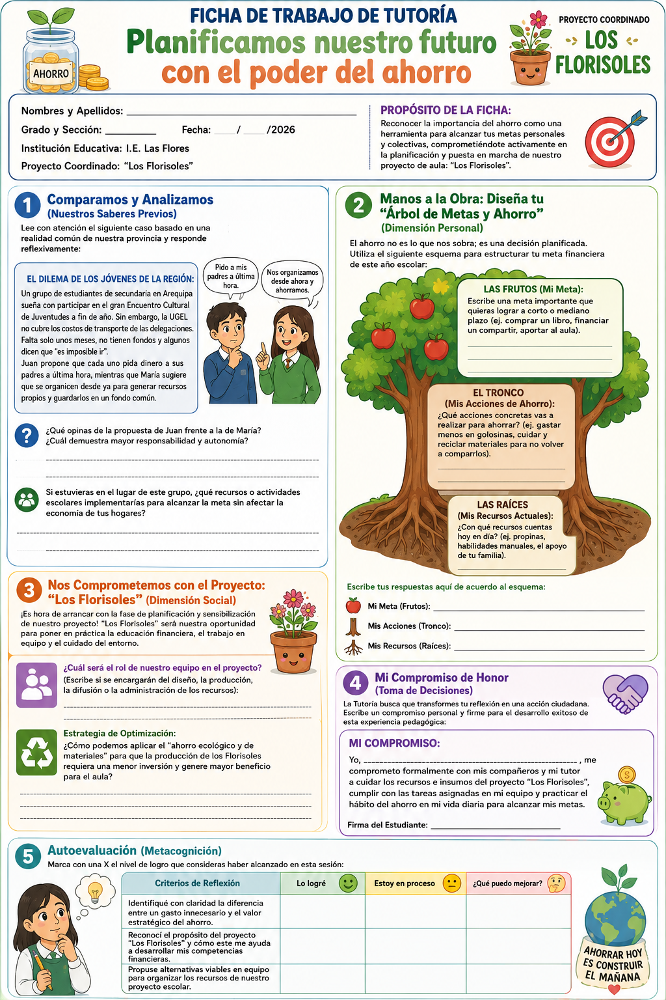 FICHA DE TRABAJO DE TUTORÍA
Planificamos nuestro futuro
con el poder del ahorro
AHORRO
PROYECTO COORDINADO
LOS
FLORISOLES
Nombres y Apellidos: ____________________
Grado y Sección: __________ Fecha: ____/ ____/2026
Institución Educativa: I.E. Las Flores
Proyecto Coordinado: “Los Florisoles”
PROPÓSITO DE LA FICHA:
Reconocer la importancia del ahorro como una
herramienta para alcanzar tus metas personales
y colectivas, comprometiéndote activamente en
la planificación y puesta en marcha de nuestro
proyecto de aula: “Los Florisoles”.
1 Comparamos y Analizamos
(Nuestros Saberes Previos)
Lee con atención el siguiente caso basado en una
realidad común de nuestra provincia y responde
reflexivamente:
EL DILEMA DE LOS JÓVENES DE LA REGIÓN:
Un grupo de estudiantes de secundaria en Arequipa
sueña con participar en el gran Encuentro Cultural
de Juventudes a fin de año. Sin embargo, la UGEL
no cubre los costos de transporte de las delegaciones.
Falta solo unos meses, no tienen fondos y algunos
dicen que “es imposible ir”.
Juan propone que cada uno pida dinero a sus
padres a última hora, mientras que María sugiere
que se organicen desde ya para generar recursos
propios y guardarlos en un fondo común.
Pido a mis
padres a última
hora.
Nos organizamos
desde ahora y
ahorramos.
?
¿Qué opinas de la propuesta de Juan frente a la de María?
¿Cuál demuestra mayor responsabilidad y autonomía?
Si estuvieras en el lugar de este grupo, ¿qué recursos o actividades
escolares implementarías para alcanzar la meta sin afectar la
economía de tus hogares?
2 Manos a la Obra: Diseña tu
“Árbol de Metas y Ahorro”
(Dimensión Personal)
El ahorro no es lo que nos sobra; es una decisión planificada.
Utiliza el siguiente esquema para estructurar tu meta financiera
de este año escolar:
LAS FRUTOS (Mi Meta):
Escribe una meta importante que
quieras lograr a corto o mediano
plazo (ej. comprar un libro, financiar
un compartir, aportar al aula).
EL TRONCO
(Mis Acciones de Ahorro):
¿Qué acciones concretas vas a
realizar para ahorrar? (ej. gastar
menos en golosinas, cuidar y
reciclar materiales para no volver
a comparrlos).
LAS RAÍCES
(Mis Recursos Actuales):
¿Con qué recursos cuentas
hoy en día? (ej. propinas,
habilidades manuales, el apoyo
de tu familia).
Escribe tus respuestas aquí de acuerdo al esquema:
Mi Meta (Frutos): ____________________
Mis Acciones (Tronco): ____________________
Mis Recursos (Raíces): ____________________
3 Nos Comprometemos con el Proyecto:
“Los Florisoles” (Dimensión Social)
¡Es hora de arrancar con la fase de planificación y sensibilización
de nuestro proyecto! “Los Florisoles” será nuestra oportunidad
para poner en práctica la educación financiera, el trabajo en
equipo y el cuidado del entorno.
¿Cuál será el rol de nuestro equipo en el proyecto?
(Escribe si se encargarán del diseño, la producción,
la difusión o la administración de los recursos):
Estrategia de Optimización:
¿Cómo podemos aplicar el “ahorro ecológico y de
materiales” para que la producción de los Florisoles
requiera una menor inversión y genere mayor beneficio
para el aula?
4 Mi Compromiso de Honor
(Toma de Decisiones)
La Tutoría busca que transformes tu reflexión en una acción ciudadana.
Escribe un compromiso personal y firme para el desarrollo exitoso de
esta experiencia pedagógica:
MI COMPROMISO:
Yo, ____________________ , me
comprometo formalmente con mis compañeros y mi tutor
a cuidar los recursos e insumos del proyecto “Los Florisoles”,
cumplir con las tareas asignadas en mi equipo y practicar el
hábito del ahorro en mi vida diaria para alcanzar mis metas.
Firma del Estudiante: ____________________
$
5 Autoevaluación (Metacognición)
Marca con una X el nivel de logro que consideras haber alcanzado en esta sesión:
Criterios de Reflexión Lo logré Estoy en proceso ¿Qué puedo mejorar?
Identifiqué con claridad la diferencia
entre un gasto innecesario y el valor
estratégico del ahorro.
Reconocí el propósito del proyecto
“Los Florisoles” y cómo este me ayuda
a desarrollar mis competencias
financieras.
Propuse alternativas viables en equipo
para organizar los recursos de nuestro
proyecto escolar.
AHORRAR HOY
ES CONSTRUIR
EL MAÑANA